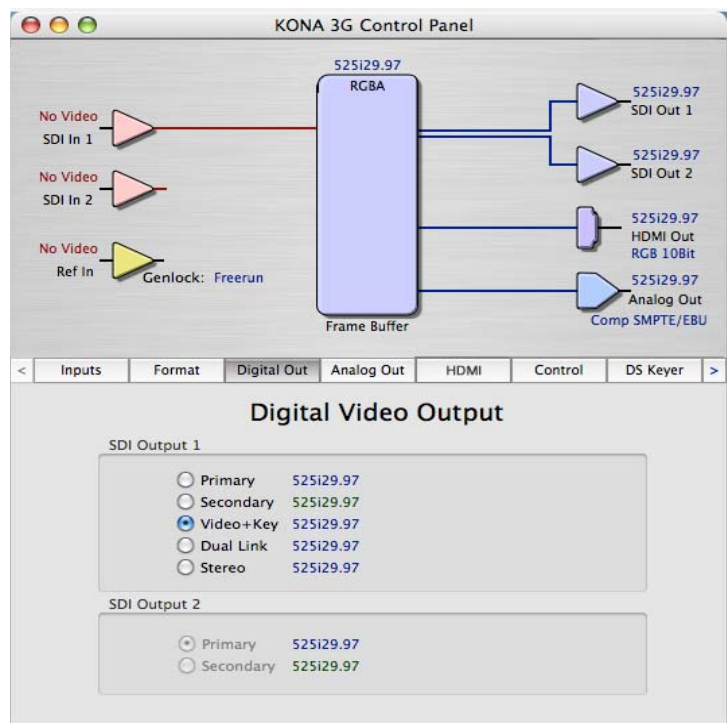 KONA 3G Control Panel
525i29.97
RGBA
No Video
SDI In 1
No Video
SDI In 2
No Video
Ref In
Genlock: Freerun
Frame Buffer
525i29.97
SDI Out 1
525i29.97
SDI Out 2
525i29.97
HDMI Out
RGB 10Bit
525i29.97
Analog Out
Comp SMPTE/EBU
< Inputs Format Digital Out Analog Out HDMI Control DS Keyer >
Digital Video Output
SDI Output 1
Primary 525i29.97
Secondary 525i29.97
Video+Key 525i29.97
Dual Link 525i29.97
Stereo 525i29.97
SDI Output 2
Primary 525i29.97
Secondary 525i29.97